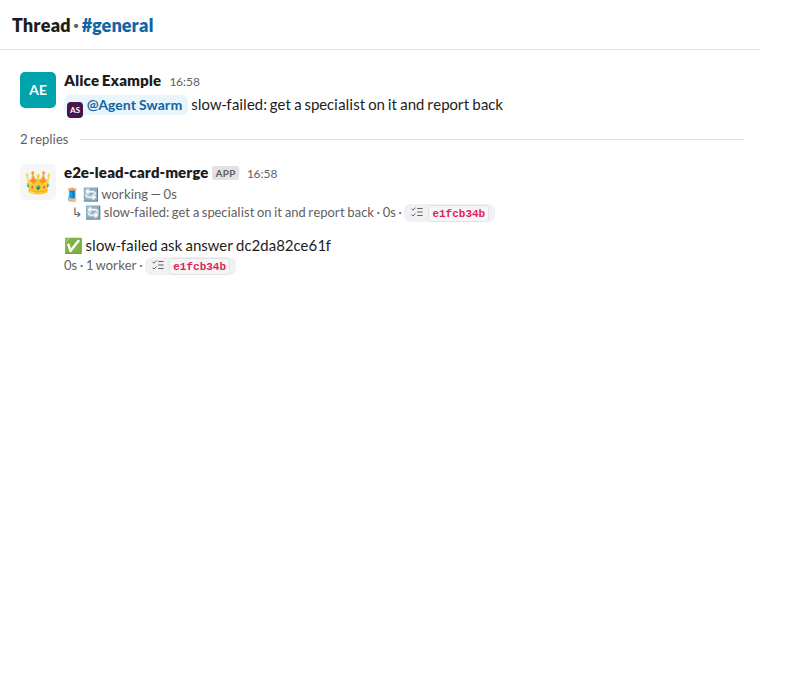 Thread · #general
AE
Alice Example 16:58
AS @Agent Swarm slow-failed: get a specialist on it and report back
2 replies
e2e-lead-card-merge APP 16:58
🧵 🔄 working — 0s
↳ 🔄 slow-failed: get a specialist on it and report back · 0s · e1fcb34b
✅ slow-failed ask answer dc2da82ce61f
0s · 1 worker · e1fcb34b